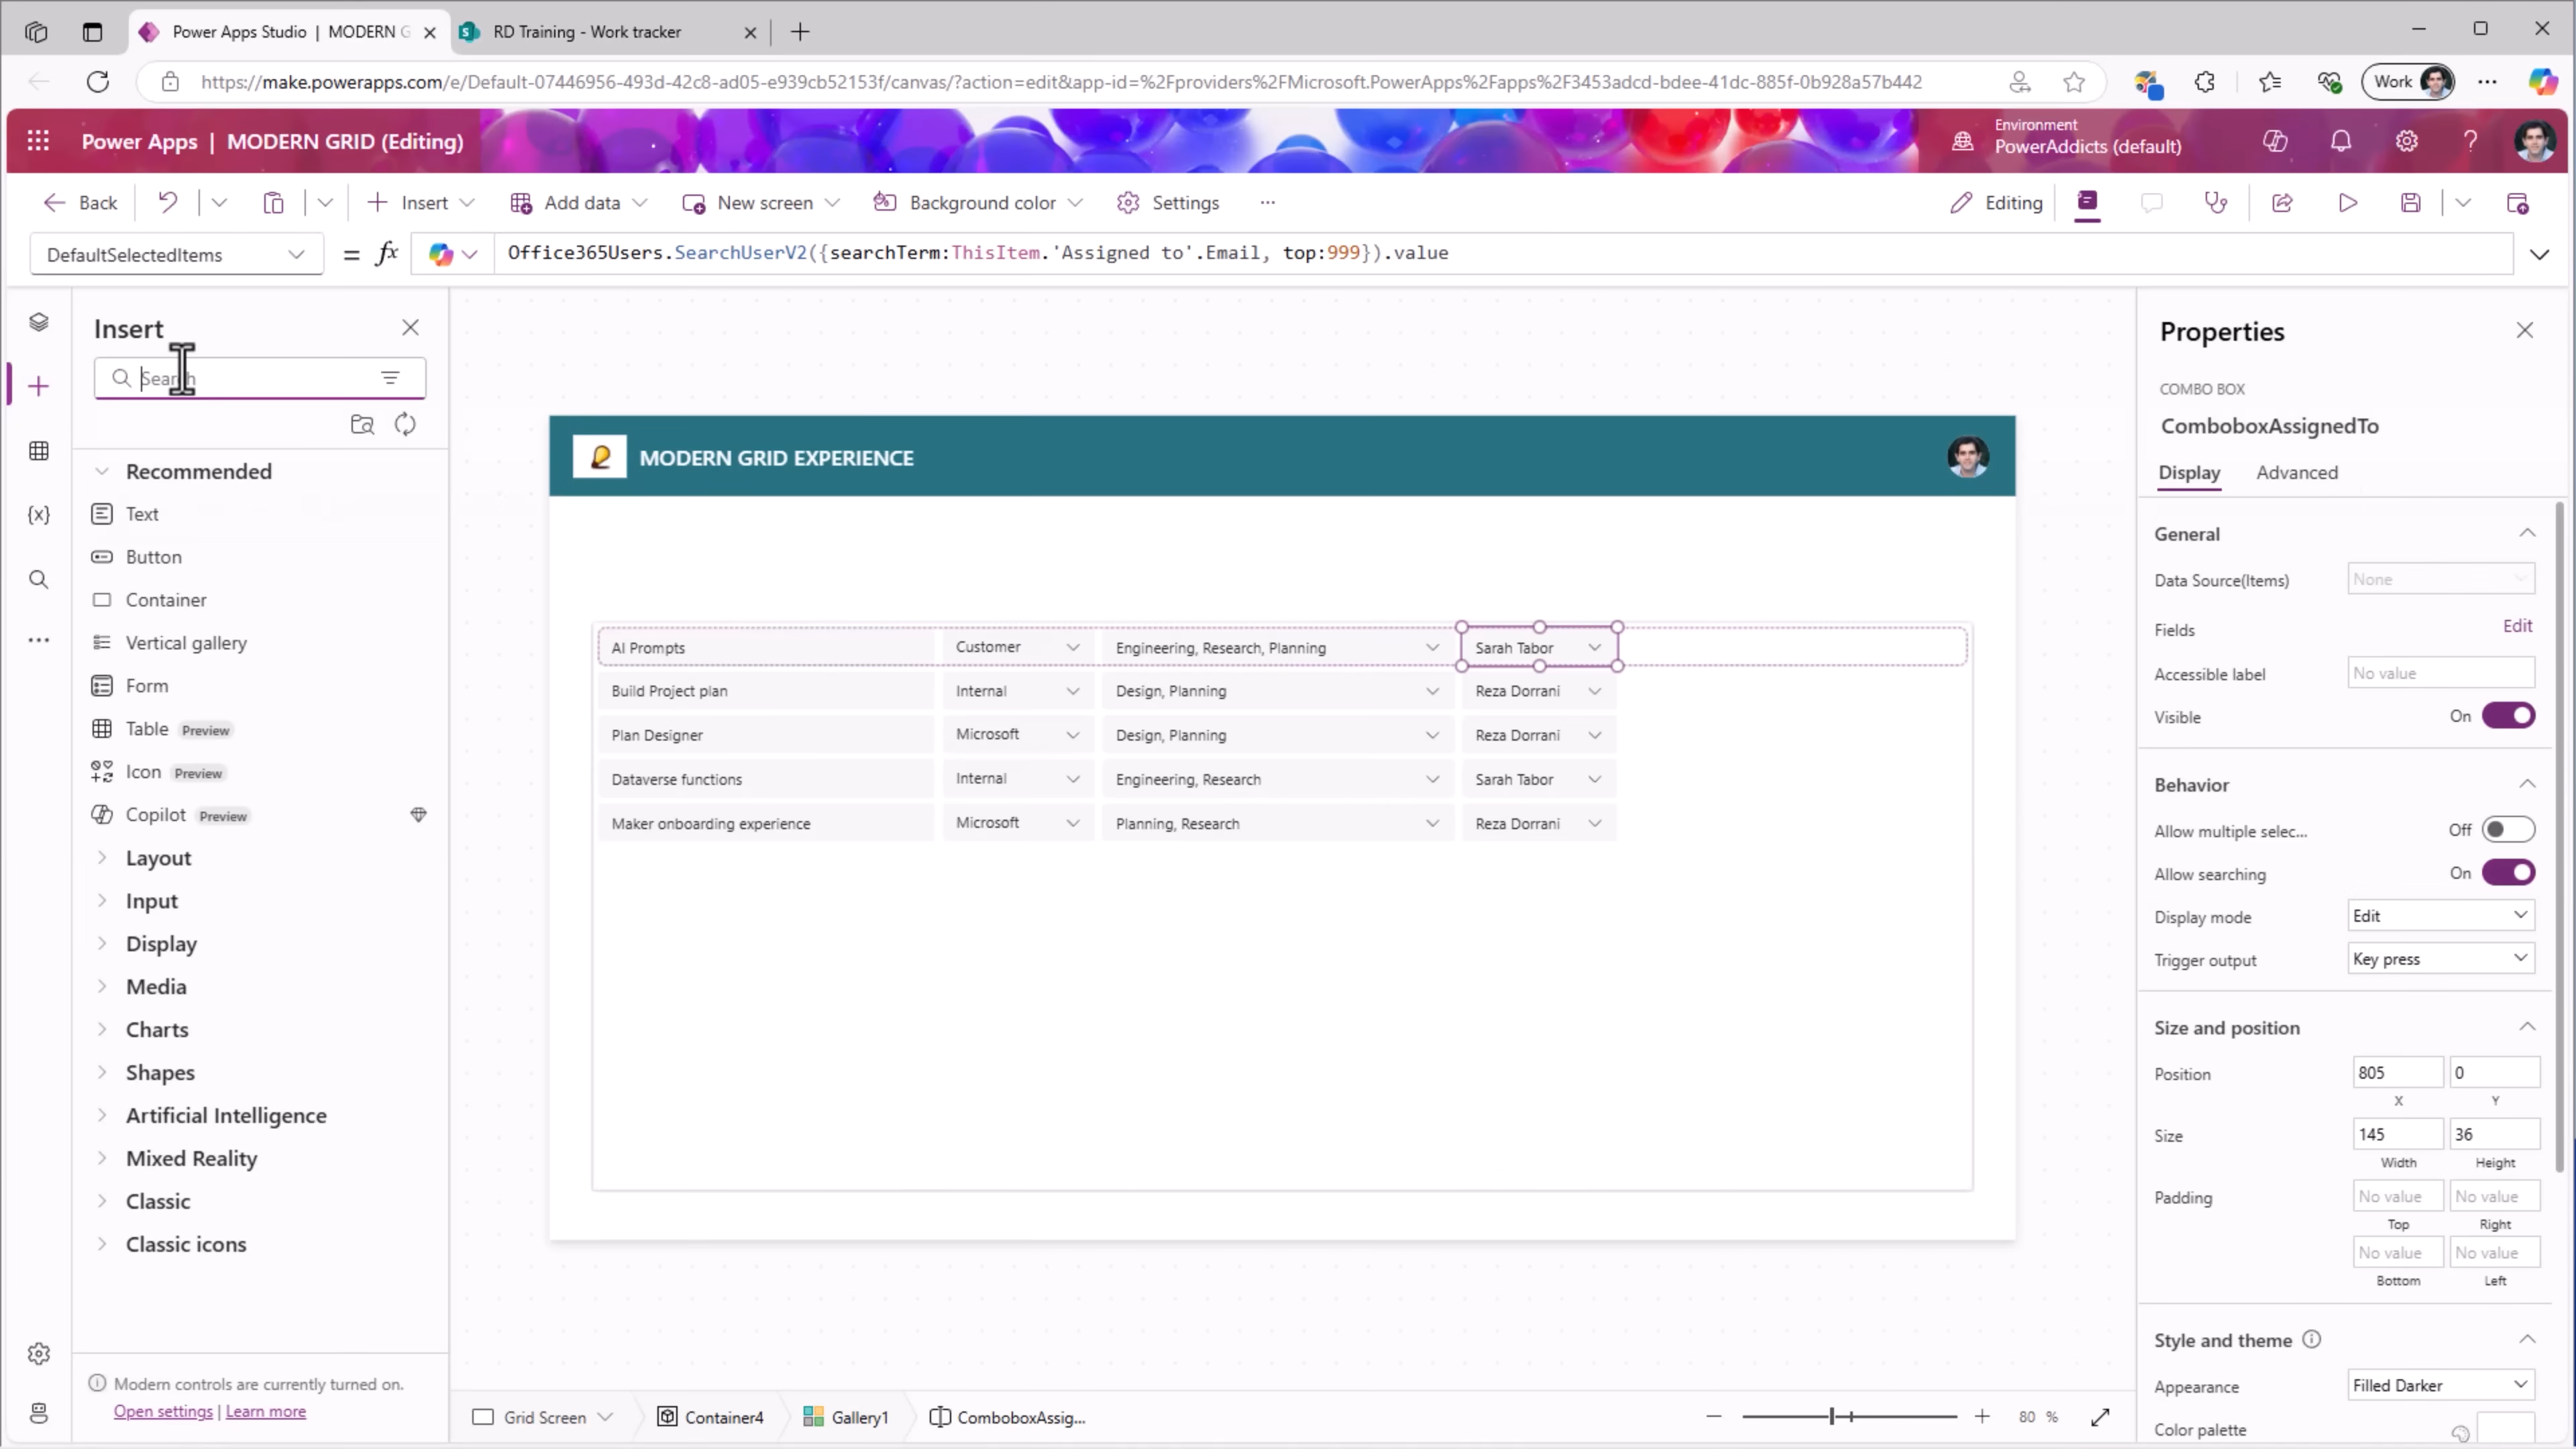 Power Apps Studio | MODERN G
RD Training - Work tracker
https://make.powerapps.com/e/Default-07446956-493d-42c8-ad05-e939cb52153f/canvas/?action=edit&app-id=%2Fproviders%2FMicrosoft.PowerApps%2Fapps%2F3453adcd-bdee-41dc-885f-0b928a57b442
Work
Power Apps | MODERN GRID (Editing)
Environment
PowerAddicts (default)
Back
Insert
Add data
New screen
Background color
Settings
Editing
DefaultSelectedItems
= fx
Office365Users.SearchUserV2({searchTerm:ThisItem.'Assigned to'.Email, top:999}).value
Insert
Search
Recommended
Text
Button
Container
Vertical gallery
Form
Table Preview
Icon Preview
Copilot Preview
Layout
Input
Display
Media
Charts
Shapes
Artificial Intelligence
Mixed Reality
Classic
Classic icons
Modern controls are currently turned on.
Open settings | Learn more
MODERN GRID EXPERIENCE
AI Prompts Customer Engineering, Research, Planning Sarah Tabor
Build Project plan Internal Design, Planning Reza Dorrani
Plan Designer Microsoft Design, Planning Reza Dorrani
Dataverse functions Internal Engineering, Research Sarah Tabor
Maker onboarding experience Microsoft Planning, Research Reza Dorrani
Grid Screen
Container4
Gallery1
ComboboxAssig...
80 %
Properties
COMBO BOX
ComboboxAssignedTo
Display Advanced
General
Data Source(Items) None
Fields Edit
Accessible label No value
Visible On
Behavior
Allow multiple selec... Off
Allow searching On
Display mode Edit
Trigger output Key press
Size and position
Position 805 0
X Y
Size 145 36
Width Height
Padding No value No value
Top Right
No value No value
Bottom Left
Style and theme
Appearance Filled Darker
Color palette